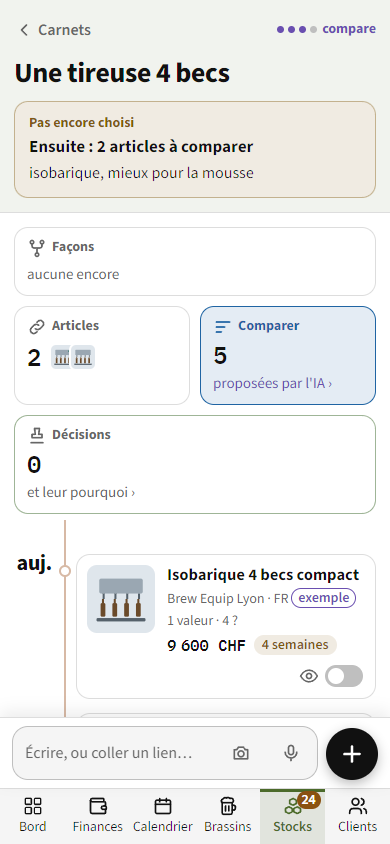 Carnets
compare
Une tireuse 4 becs
Pas encore choisi
Ensuite : 2 articles à comparer
isobarique, mieux pour la mousse
Façons
aucune encore
Articles
2
Comparer
5
proposées par l'IA ›
Décisions
0
et leur pourquoi ›
auj.
Isobarique 4 becs compact
Brew Equip Lyon · FR exemple
1 valeur · 4 ?
9 600 CHF 4 semaines
Écrire, ou coller un lien…
24
Bord Finances Calendrier Brassins Stocks Clients